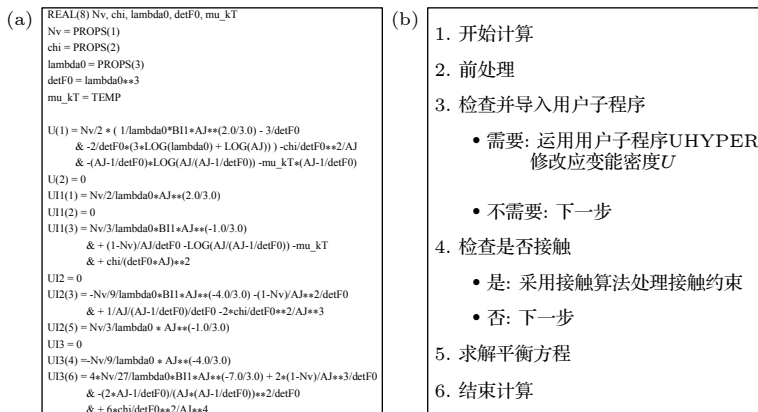 (a)
REAL(8) Nv, chi, lambda0, detF0, mu_kT
Nv = PROPS(1)
chi = PROPS(2)
lambda0 = PROPS(3)
detF0 = lambda0**3
mu_kT = TEMP
U(1) = Nv/2 * ( 1/lambda0*BI1*AJ**(2.0/3.0) - 3/detF0
& -2/detF0*(3*LOG(lambda0) + LOG(AJ)) ) -chi/detF0**2/AJ
& -(AJ-1/detF0)*LOG(AJ/(AJ-1/detF0)) -mu_kT*(AJ-1/detF0)
U(2) = 0
UI1(1) = Nv/2/lambda0*AJ**(2.0/3.0)
UI1(2) = 0
UI1(3) = Nv/3/lambda0*BI1*AJ**(-1.0/3.0)
& + (1-Nv)/AJ/detF0 -LOG(AJ/(AJ-1/detF0)) -mu_kT
& + chi/(detF0*AJ)**2
UI2 = 0
UI2(3) = -Nv/9/lambda0*BI1*AJ**(-4.0/3.0) -(1-Nv)/AJ**2/detF0
& + 1/AJ/(AJ-1/detF0)/detF0 -2*chi/detF0**2/AJ**3
UI2(5) = Nv/3/lambda0 * AJ**(-1.0/3.0)
UI3 = 0
UI3(4) =-Nv/9/lambda0 * AJ**(-4.0/3.0)
UI3(6) = 4*Nv/27/lambda0*BI1*AJ**(-7.0/3.0) + 2*(1-Nv)/AJ**3/detF0
& -(2*AJ-1/detF0)/(AJ*(AJ-1/detF0))**2/detF0
& + 6*chi/detF0**2/AJ**4
(b)
1. 开始计算
2. 前处理
3. 检查并导入用户子程序
• 需要: 运用用户子程序UHYPER
修改应变能密度U
• 不需要: 下一步
4. 检查是否接触
• 是: 采用接触算法处理接触约束
• 否: 下一步
5. 求解平衡方程
6. 结束计算